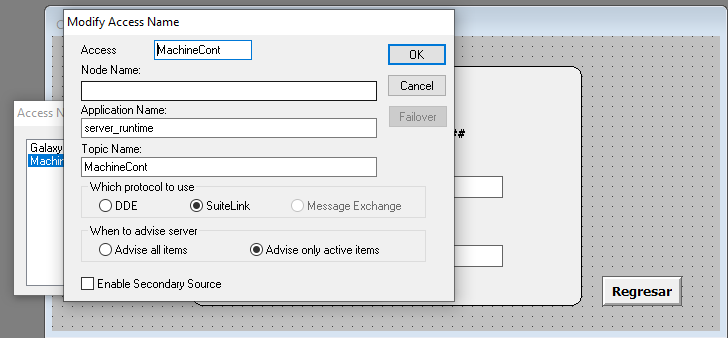 Modify Access Name
Access
MachineCont
OK
Node Name:
Cancel
Application Name:
server_runtime
Failover
Topic Name:
MachineCont
Which protocol to use
DDE
SuiteLink
Message Exchange
When to advise server
Advise all items
Advise only active items
Enable Secondary Source
Access N
Galaxy
Machin
##
Regresar